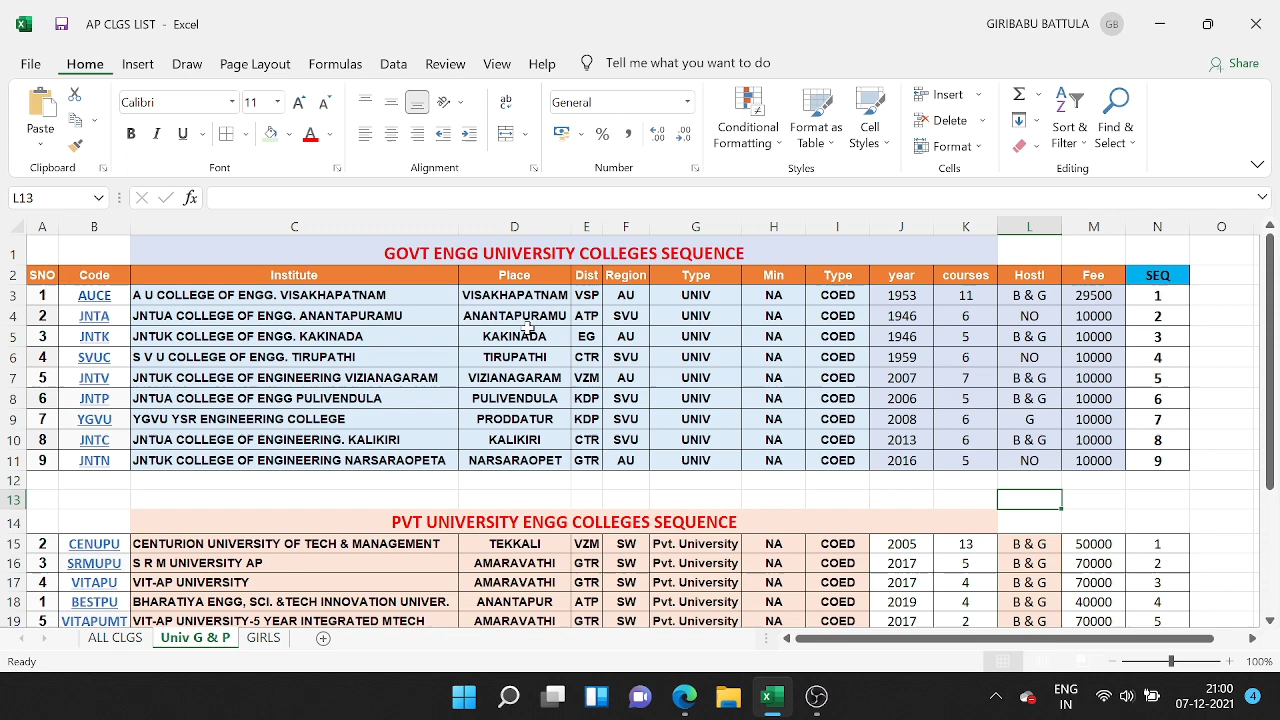 AP CLGS LIST - Excel
GIRIBABU BATTULA GB
File Home Insert Draw Page Layout Formulas Data Review View Help Tell me what you want to do Share
Paste
Clipboard
Calibri 11
B I U A
Font
ab
Alignment
General
% , 
Number
Conditional Formatting
Format as Table
Cell Styles
Styles
Insert
Delete
Format
Cells
Sort & Filter
Find & Select
Editing
L13 fx
A B C D E F G H I J K L M N O
1 GOVT ENGG UNIVERSITY COLLEGES SEQUENCE
2 SNO Code Institute Place Dist Region Type Min Type year courses Hostl Fee SEQ
3 1 AUCE A U COLLEGE OF ENGG. VISAKHAPATNAM VISAKHAPATNAM VSP AU UNIV NA COED 1953 11 B & G 29500 1
4 2 JNTA JNTUA COLLEGE OF ENGG. ANANTAPURAMU ANANTAPURAMU ATP SVU UNIV NA COED 1946 6 NO 10000 2
5 3 JNTK JNTUK COLLEGE OF ENGG. KAKINADA KAKINADA EG AU UNIV NA COED 1946 5 B & G 10000 3
6 4 SVUC S V U COLLEGE OF ENGG. TIRUPATHI TIRUPATHI CTR SVU UNIV NA COED 1959 6 NO 10000 4
7 5 JNTV JNTUK COLLEGE OF ENGINEERING VIZIANAGARAM VIZIANAGARAM VZM AU UNIV NA COED 2007 7 B & G 10000 5
8 6 JNTP JNTUA COLLEGE OF ENGG PULIVENDULA PULIVENDULA KDP SVU UNIV NA COED 2006 5 B & G 10000 6
9 7 YGVU YGVU YSR ENGINEERING COLLEGE PRODDATUR KDP SVU UNIV NA COED 2008 6 G 10000 7
10 8 JNTC JNTUA COLLEGE OF ENGINEERING. KALIKIRI KALIKIRI CTR SVU UNIV NA COED 2013 6 B & G 10000 8
11 9 JNTN JNTUK COLLEGE OF ENGINEERING NARSARAOPETA NARSARAOPET GTR AU UNIV NA COED 2016 5 NO 10000 9
12
13
14 PVT UNIVERSITY ENGG COLLEGES SEQUENCE
15 2 CENUPU CENTURION UNIVERSITY OF TECH & MANAGEMENT TEKKALI VZM SW Pvt. University NA COED 2005 13 B & G 50000 1
16 3 SRMUPU S R M UNIVERSITY AP AMARAVATHI GTR SW Pvt. University NA COED 2017 5 B & G 70000 2
17 4 VITAPU VIT-AP UNIVERSITY AMARAVATHI GTR SW Pvt. University NA COED 2017 4 B & G 70000 3
18 1 BESTPU BHARATIYA ENGG, SCI. &TECH INNOVATION UNIVER. ANANTAPUR ATP SW Pvt. University NA COED 2019 4 B & G 40000 4
19 5 VITAPUMT VIT-AP UNIVERSITY-5 YEAR INTEGRATED MTECH AMARAVATHI GTR SW Pvt. University NA COED 2017 2 B & G 70000 5
ALL CLGS Univ G & P GIRLS
Ready 100%
ENG IN
21:00
07-12-2021
4